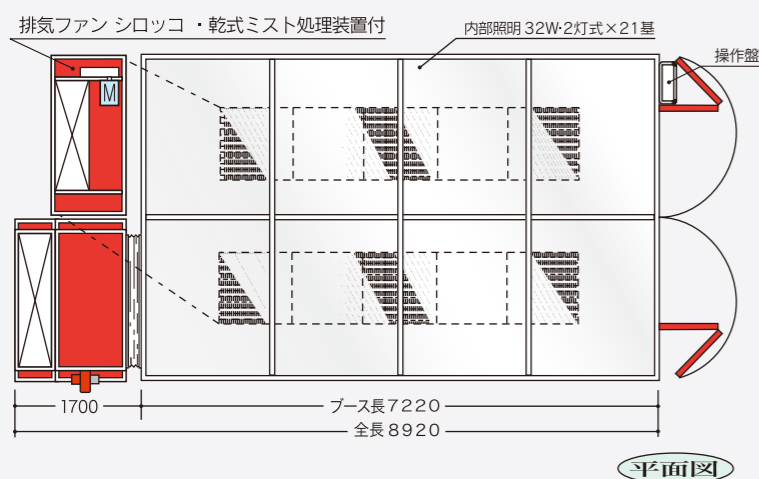 排気ファン シロッコ ・乾式ミスト処理装置付
内部照明 32W・2灯式×21基
操作盤
M
1700
ブース長7220
全長8920
平面図